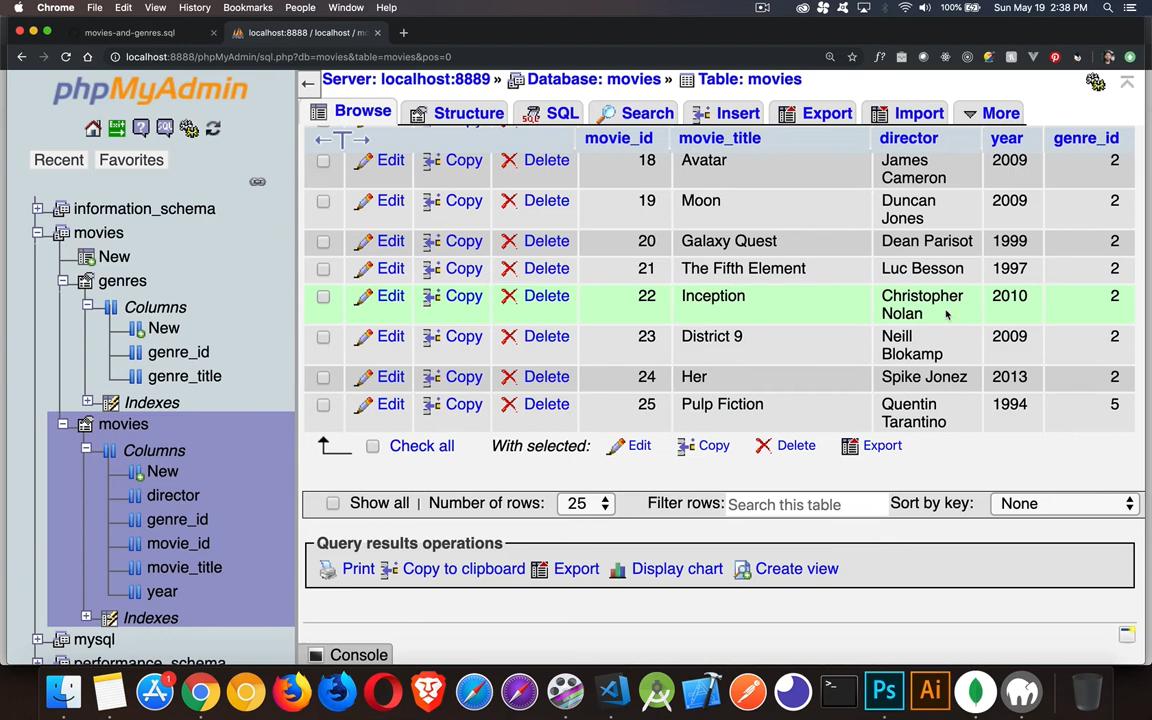 Chrome File Edit View History Bookmarks People Window Help 100% Sun May 19 2:38 PM
movies-and-genres.sql × localhost:8888 / localhost / mo × +
localhost:8888/phpMyAdmin/sql.php?db=movies&table=movies&pos=0
phpMyAdmin
Recent Favorites
information_schema
movies
New
genres
Columns
New
genre_id
genre_title
Indexes
movies
Columns
New
director
genre_id
movie_id
movie_title
year
Indexes
mysql
performance_schema
Server: localhost:8889 » Database: movies » Table: movies
Browse Structure SQL Search Insert Export Import More
movie_id movie_title director year genre_id
Edit Copy Delete 18 Avatar James Cameron 2009 2
Edit Copy Delete 19 Moon Duncan Jones 2009 2
Edit Copy Delete 20 Galaxy Quest Dean Parisot 1999 2
Edit Copy Delete 21 The Fifth Element Luc Besson 1997 2
Edit Copy Delete 22 Inception Christopher Nolan 2010 2
Edit Copy Delete 23 District 9 Neill Blokamp 2009 2
Edit Copy Delete 24 Her Spike Jonez 2013 2
Edit Copy Delete 25 Pulp Fiction Quentin Tarantino 1994 5
Check all With selected: Edit Copy Delete Export
Show all | Number of rows: 25 Filter rows: Search this table Sort by key: None
Query results operations
Print Copy to clipboard Export Display chart Create view
Console
1
Ps Ai